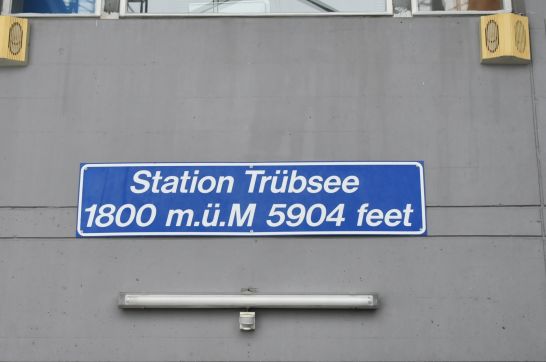 Station Trübsee
1800 m.ü.M 5904 feet